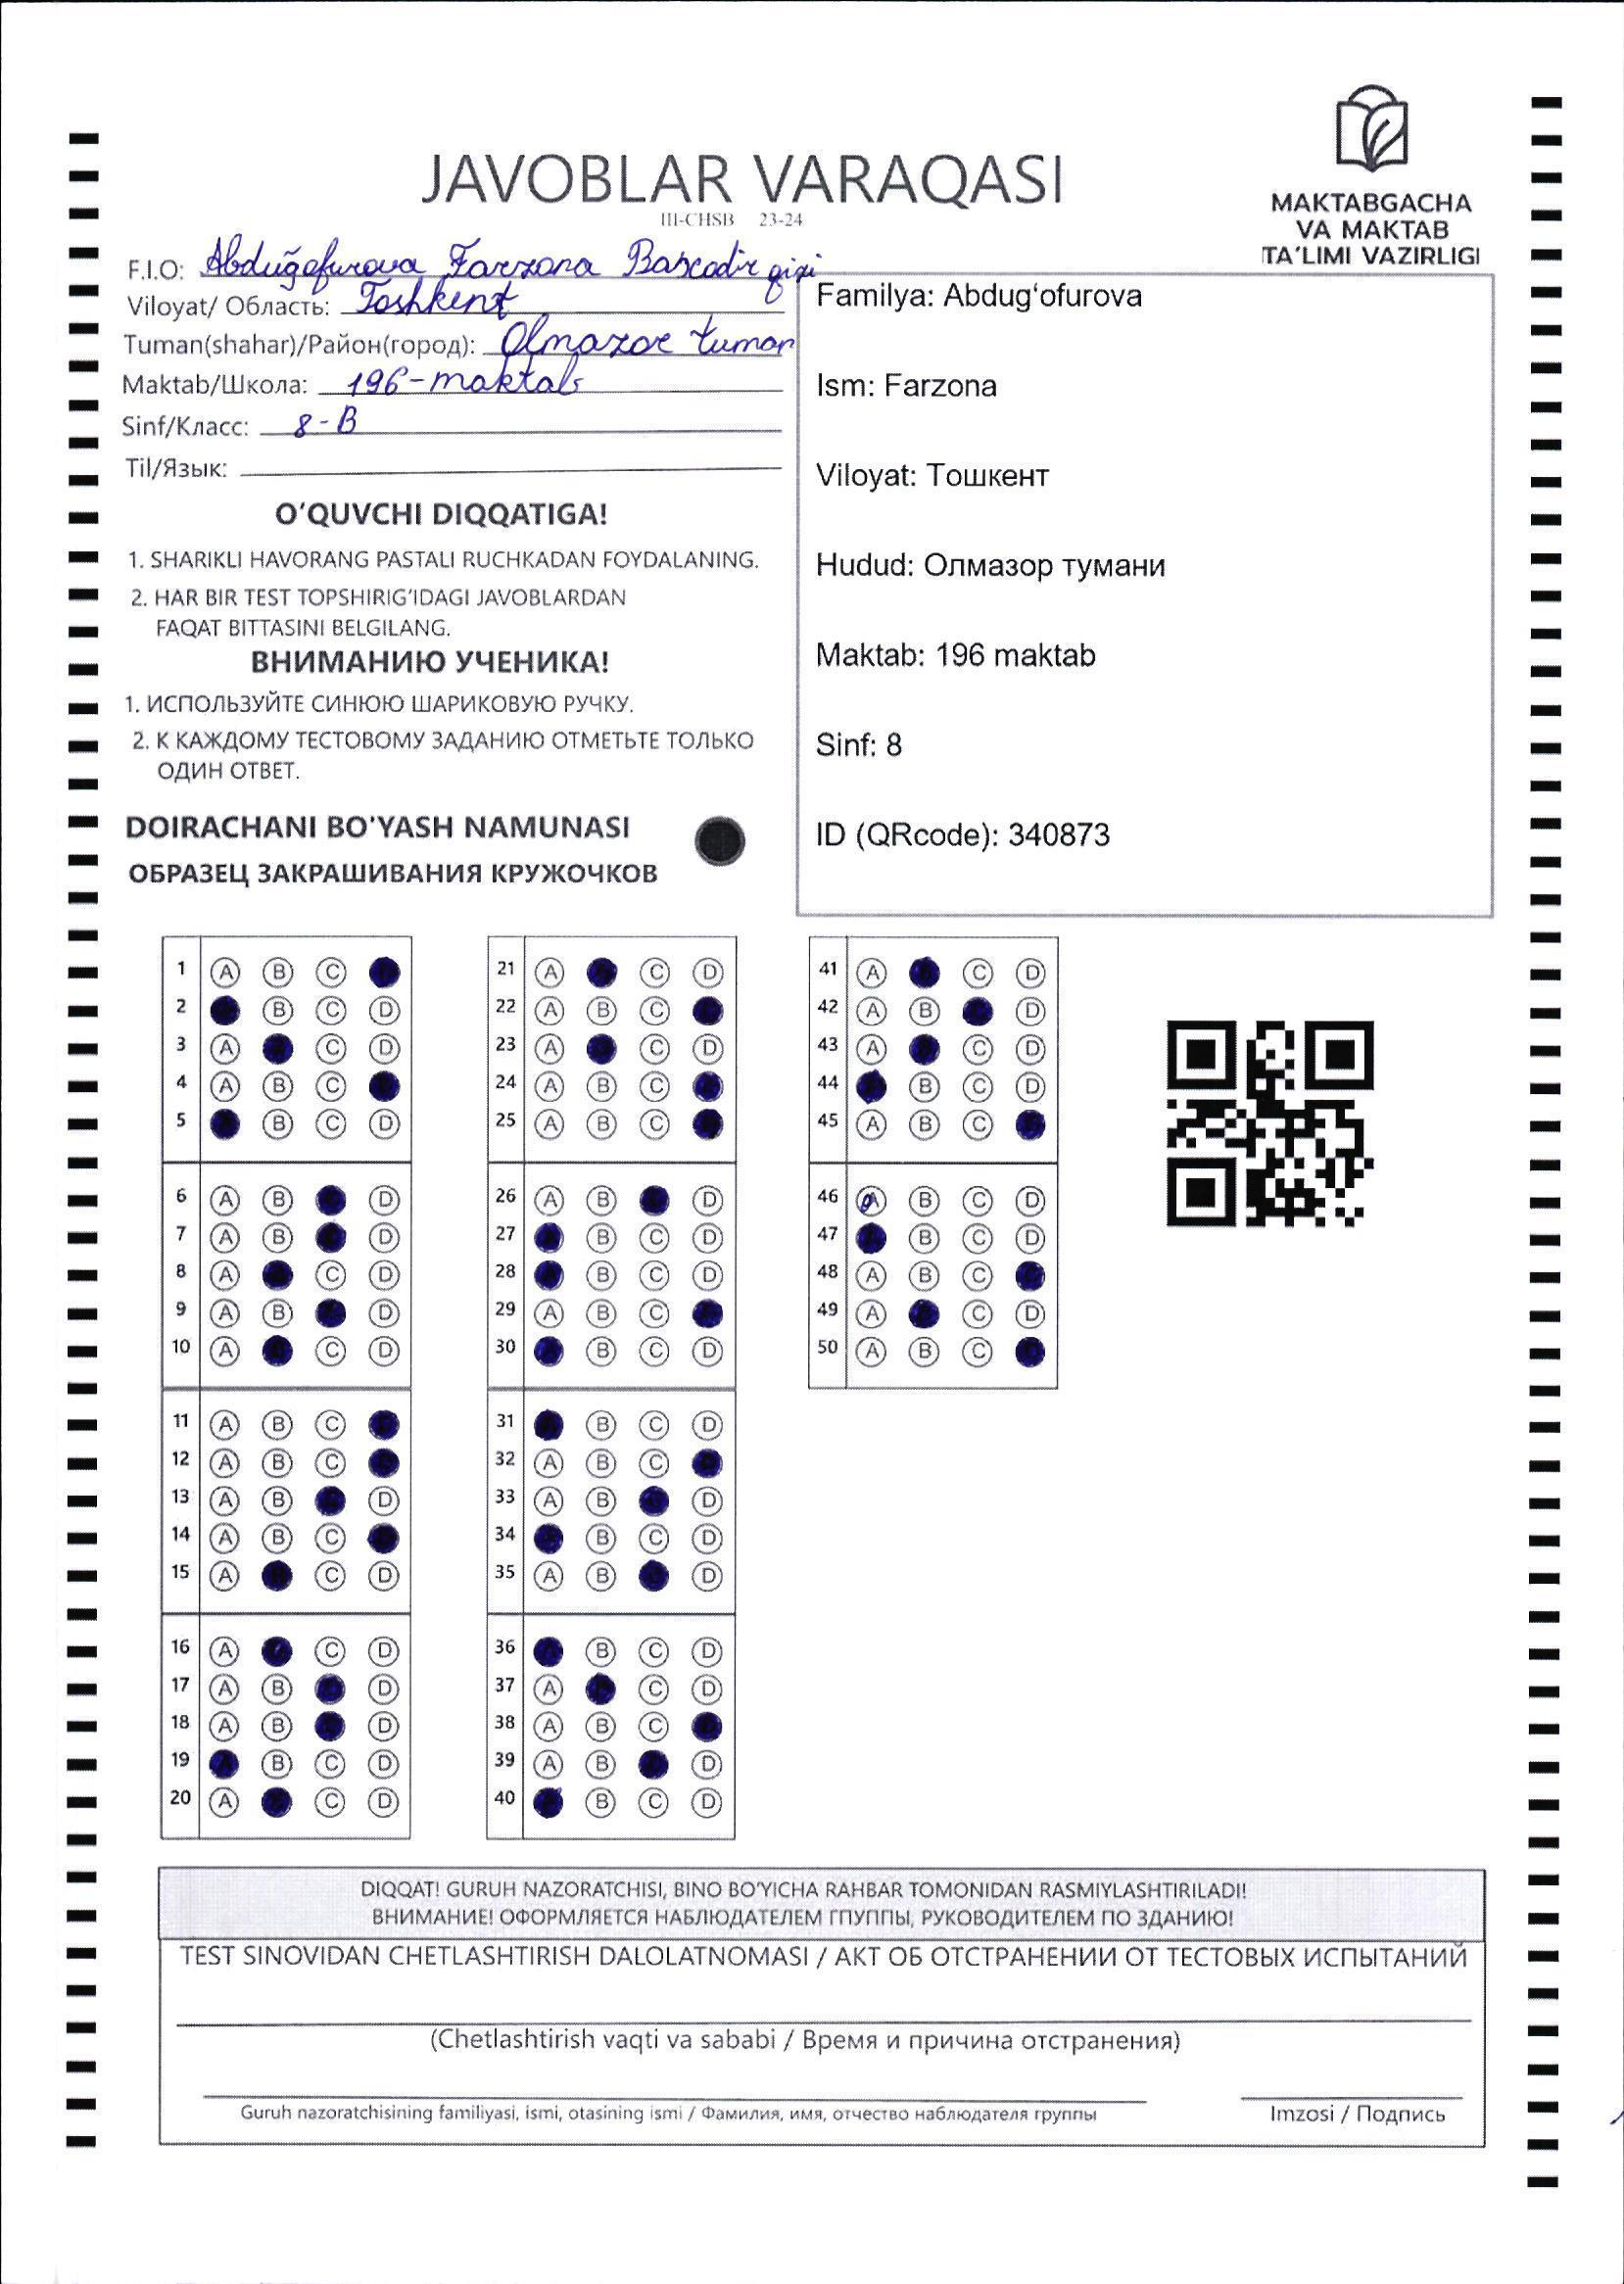 JAVOBLAR VARAQASI
III-CHSB 23-24
MAKTABGACHA
VA MAKTAB
TA'LIMI VAZIRLIGI
F.I.O: Abdug̃afurova Farzona Baxodir qizi
Viloyat/ Область: Toshkent
Tuman(shahar)/Район(город): Olmazor tuman
Maktab/Школа: 196-maktab
Sinf/Класс: 8-B
Til/Язык:
O'QUVCHI DIQQATIGA!
1. SHARIKLI HAVORANG PASTALI RUCHKADAN FOYDALANING.
2. HAR BIR TEST TOPSHIRIG'IDAGI JAVOBLARDAN
FAQAT BITTASINI BELGILANG.
ВНИМАНИЮ УЧЕНИКА!
1. ИСПОЛЬЗУЙТЕ СИНЮЮ ШАРИКОВУЮ РУЧКУ.
2. К КАЖДОМУ ТЕСТОВОМУ ЗАДАНИЮ ОТМЕТЬТЕ ТОЛЬКО
ОДИН ОТВЕТ.
DOIRACHANI BO'YASH NAMUNASI
ОБРАЗЕЦ ЗАКРАШИВАНИЯ КРУЖОЧКОВ
Familya: Abdug‘ofurova
Ism: Farzona
Viloyat: Тошкент
Hudud: Олмазор тумани
Maktab: 196 maktab
Sinf: 8
ID (QRcode): 340873
1 A B C
2 B C D
3 A C D
4 A B C
5 B C D
6 A B D
7 A B D
8 A C D
9 A B D
10 A C D
11 A B C
12 A B C
13 A B D
14 A B C
15 A C D
16 A C D
17 A B D
18 A B D
19 B C D
20 A C D
21 A C D
22 A B C
23 A C D
24 A B C
25 A B C
26 A B D
27 B C D
28 B C D
29 A B C
30 B C D
31 B C D
32 A B C
33 A B D
34 B C D
35 A B D
36 B C D
37 A C D
38 A B C
39 A B D
40 B C D
41 A C D
42 A B D
43 A C D
44 B C D
45 A B C
46 A B C D
47 B C D
48 A B C
49 A C D
50 A B C
DIQQAT! GURUH NAZORATCHISI, BINO BO'YICHA RAHBAR TOMONIDAN RASMIYLASHTIRILADI!
ВНИМАНИЕ! ОФОРМЛЯЕТСЯ НАБЛЮДАТЕЛЕМ ГПУППЫ, РУКОВОДИТЕЛЕМ ПО ЗДАНИЮ!
TEST SINOVIDAN CHETLASHTIRISH DALOLATNOMASI / АКТ ОБ ОТСТРАНЕНИИ ОТ ТЕСТОВЫХ ИСПЫТАНИЙ
(Chetlashtirish vaqti va sababi / Время и причина отстранения)
Guruh nazoratchisining familiyasi, ismi, otasining ismi / Фамилия, имя, отчество наблюдателя группы
Imzosi / Подпись